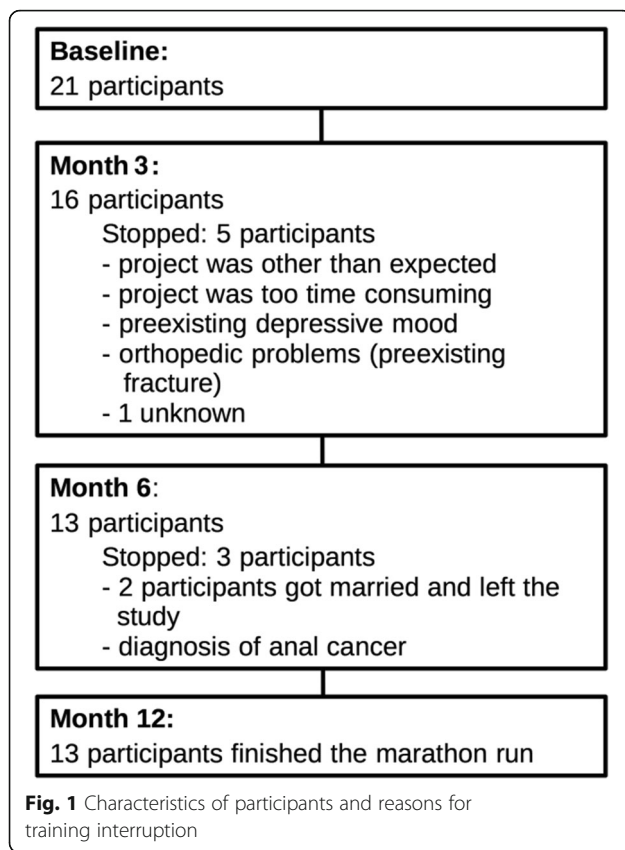 Baseline:
21 participants
Month 3:
16 participants
Stopped: 5 participants
- project was other than expected
- project was too time consuming
- preexisting depressive mood
- orthopedic problems (preexisting
fracture)
- 1 unknown
Month 6:
13 participants
Stopped: 3 participants
- 2 participants got married and left the
study
- diagnosis of anal cancer
Month 12:
13 participants finished the marathon run
Fig. 1 Characteristics of participants and reasons for
training interruption